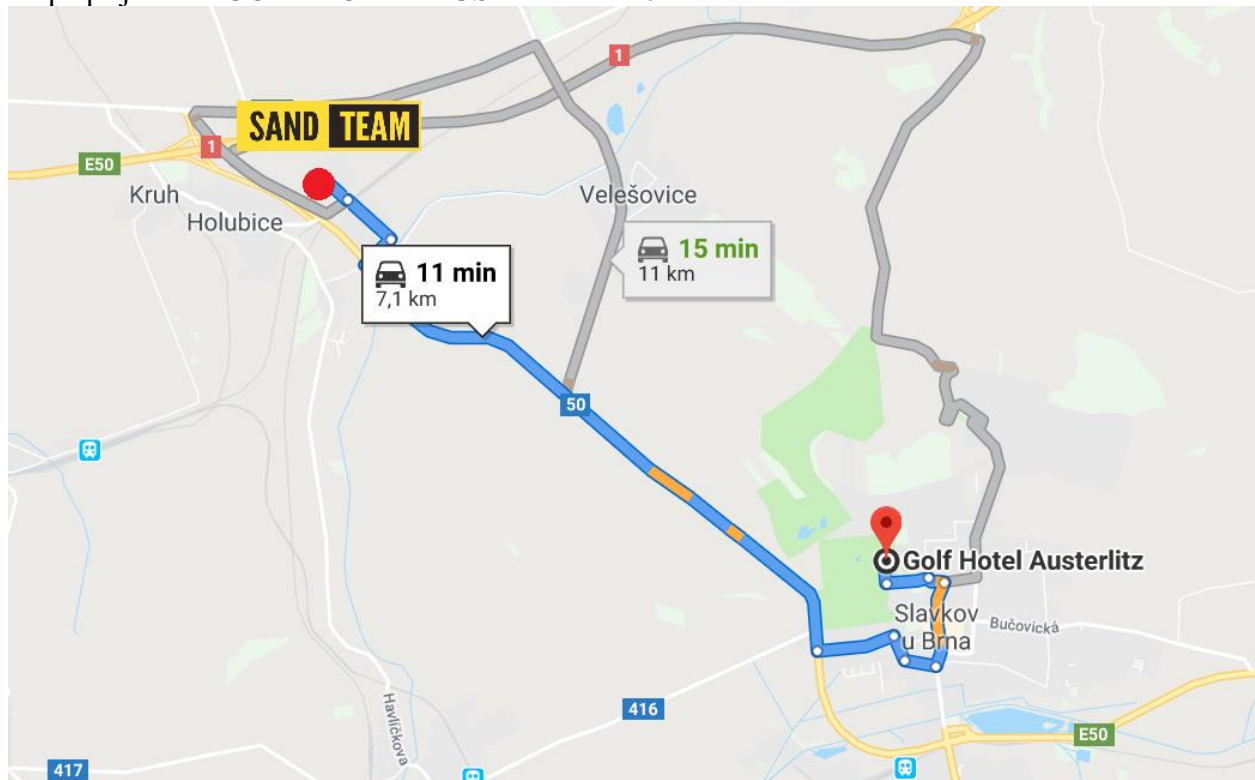 1
SAND TEAM
1
E50
Kruh
Velešovice
Holubice
15 min
11 km
11 min
7,1 km
50
Golf Hotel Austerlitz
Slavkov
u Brna
Bučovická
416
Havlíčkova
E50
417